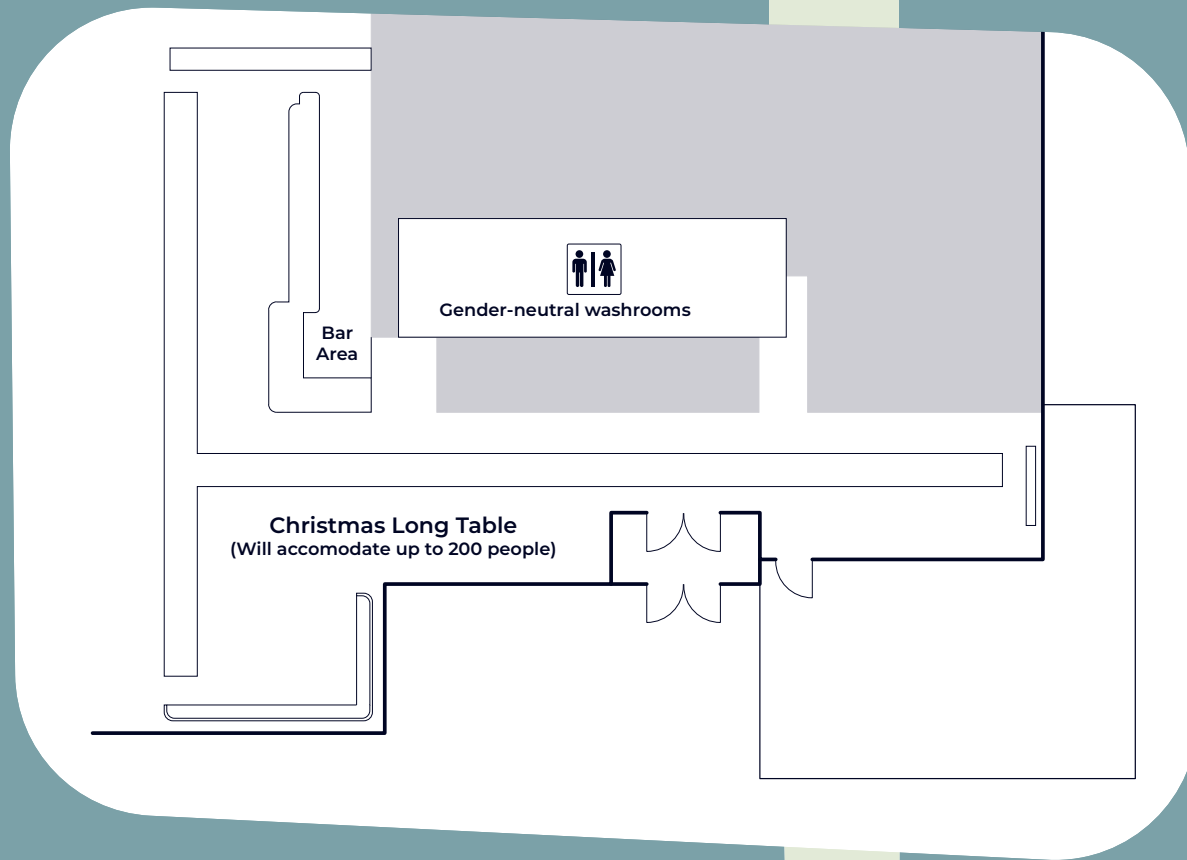 Gender-neutral washrooms
Bar
Area
Christmas Long Table
(Will accomodate up to 200 people)